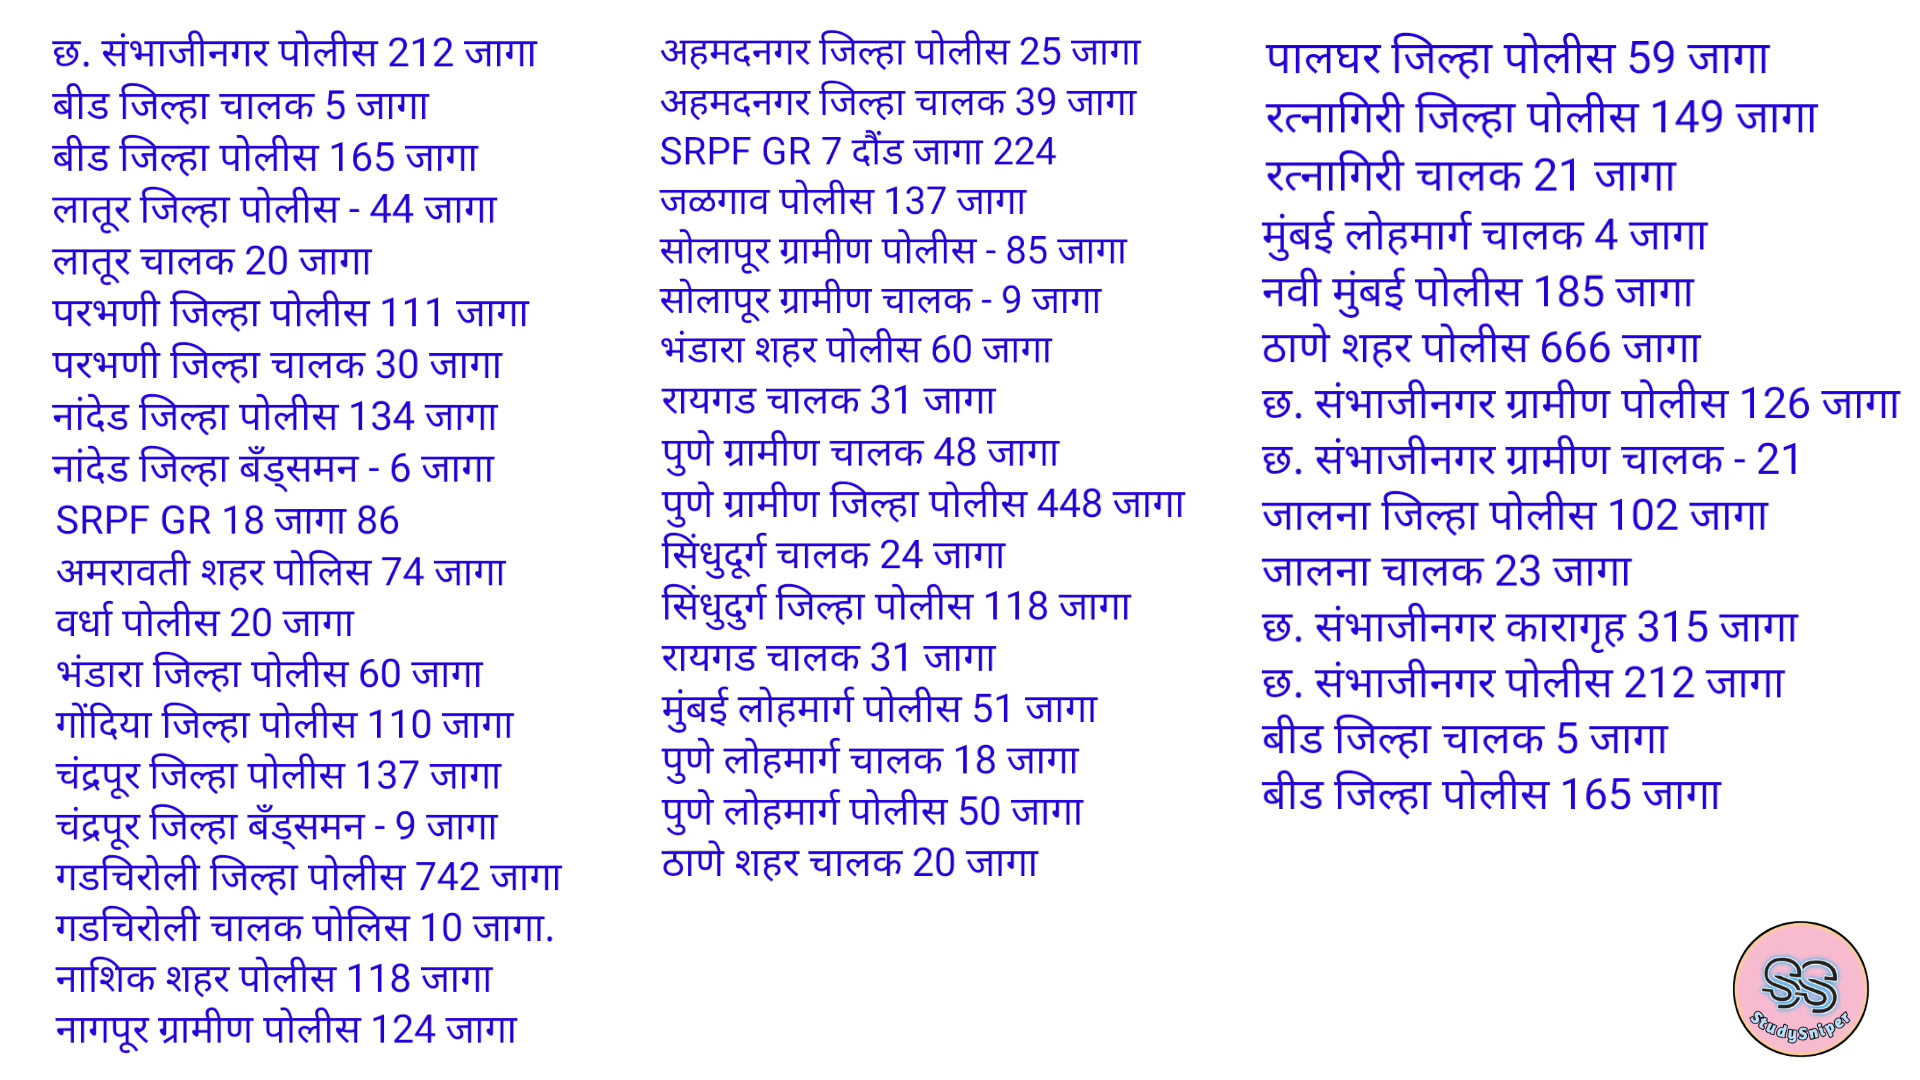 छ. संभाजीनगर पोलीस 212 जागा
बीड जिल्हा चालक 5 जागा
बीड जिल्हा पोलीस 165 जागा
लातूर जिल्हा पोलीस - 44 जागा
लातूर चालक 20 जागा
परभणी जिल्हा पोलीस 111 जागा
परभणी जिल्हा चालक 30 जागा
नांदेड जिल्हा पोलीस 134 जागा
नांदेड जिल्हा बँड्समन - 6 जागा
SRPF GR 18 जागा 86
अमरावती शहर पोलिस 74 जागा
वर्धा पोलीस 20 जागा
भंडारा जिल्हा पोलीस 60 जागा
गोंदिया जिल्हा पोलीस 110 जागा
चंद्रपूर जिल्हा पोलीस 137 जागा
चंद्रपूर जिल्हा बँड्समन - 9 जागा
गडचिरोली जिल्हा पोलीस 742 जागा
गडचिरोली चालक पोलिस 10 जागा.
नाशिक शहर पोलीस 118 जागा
नागपूर ग्रामीण पोलीस 124 जागा
अहमदनगर जिल्हा पोलीस 25 जागा
अहमदनगर जिल्हा चालक 39 जागा
SRPF GR 7 दौंड जागा 224
जळगाव पोलीस 137 जागा
सोलापूर ग्रामीण पोलीस - 85 जागा
सोलापूर ग्रामीण चालक - 9 जागा
भंडारा शहर पोलीस 60 जागा
रायगड चालक 31 जागा
पुणे ग्रामीण चालक 48 जागा
पुणे ग्रामीण जिल्हा पोलीस 448 जागा
सिंधुदूर्ग चालक 24 जागा
सिंधुदुर्ग जिल्हा पोलीस 118 जागा
रायगड चालक 31 जागा
मुंबई लोहमार्ग पोलीस 51 जागा
पुणे लोहमार्ग चालक 18 जागा
पुणे लोहमार्ग पोलीस 50 जागा
ठाणे शहर चालक 20 जागा
पालघर जिल्हा पोलीस 59 जागा
रत्नागिरी जिल्हा पोलीस 149 जागा
रत्नागिरी चालक 21 जागा
मुंबई लोहमार्ग चालक 4 जागा
नवी मुंबई पोलीस 185 जागा
ठाणे शहर पोलीस 666 जागा
छ. संभाजीनगर ग्रामीण पोलीस 126 जागा
छ. संभाजीनगर ग्रामीण चालक - 21
जालना जिल्हा पोलीस 102 जागा
जालना चालक 23 जागा
छ. संभाजीनगर कारागृह 315 जागा
छ. संभाजीनगर पोलीस 212 जागा
बीड जिल्हा चालक 5 जागा
बीड जिल्हा पोलीस 165 जागा
SS
StudySniper